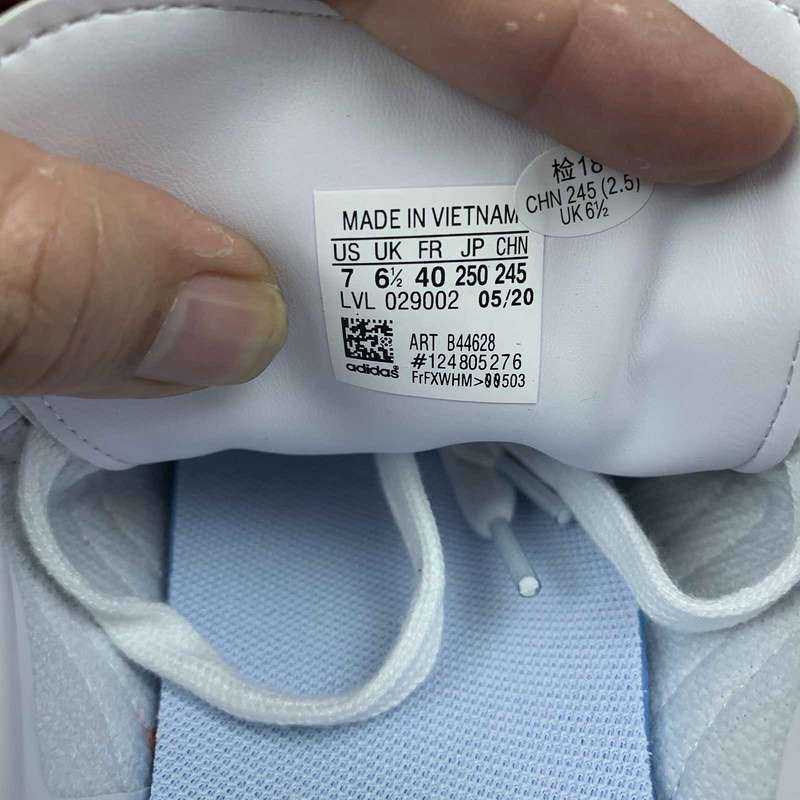 检18
CHN 245 (2.5)
UK 6½
MADE IN VIETNAM
US UK FR JP CHN
7 6½ 40 250 245
LVL 029002 05/20
ART B44628
#124805276
FrFXWHM>00503
adidas